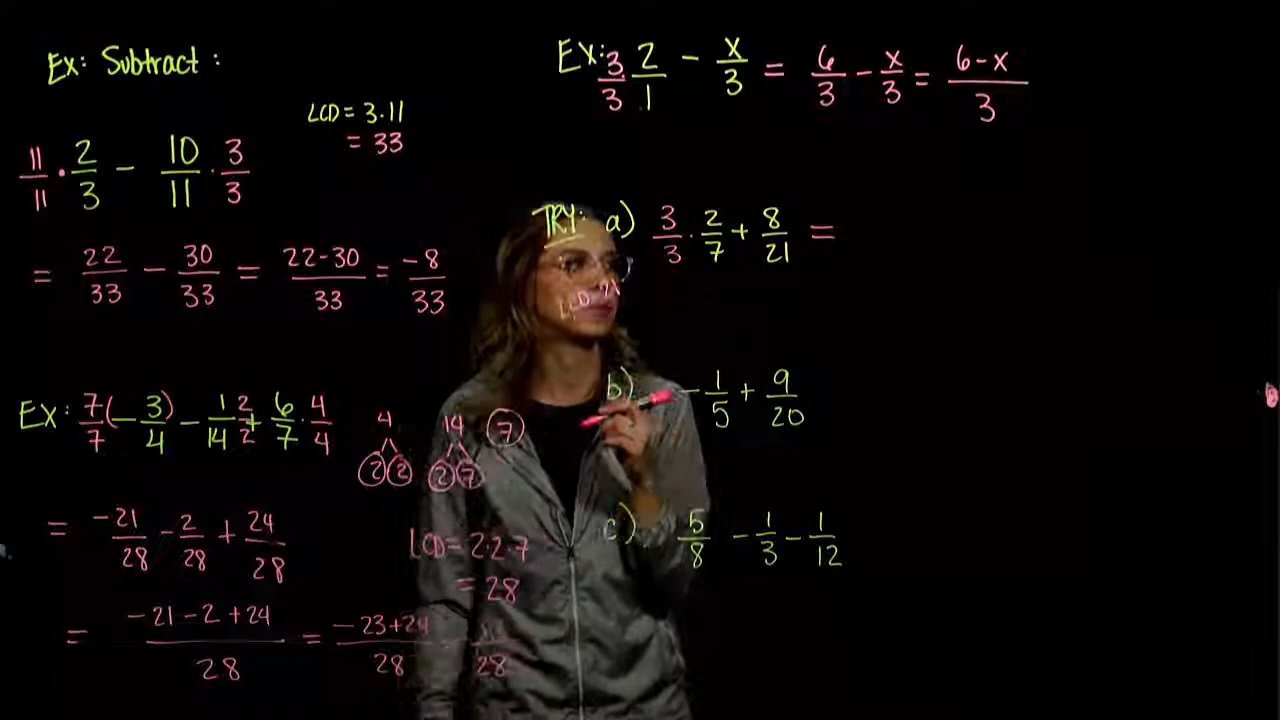 Ex: Subtract :
LCD = 3·11
= 33
11/11 · 2/3 - 10/11 · 3/3
= 22/33 - 30/33 = 22-30/33 = -8/33
Ex: 7/7(-3/4) - 1/14 2/2 + 6/7 · 4/4
4 14 7
2 2 2 7
= -21/28 - 2/28 + 24/28
LCD = 2·2·7
= 28
= -21-2+24/28 = -23+24/28 = /28
Ex: 3/3 2/1 - x/3 = 6/3 - x/3 = 6-x/3
TRY: a) 3/3 · 2/7 + 8/21 =
21
b) -1/5 + 9/20
c) 5/8 - 1/3 - 1/12